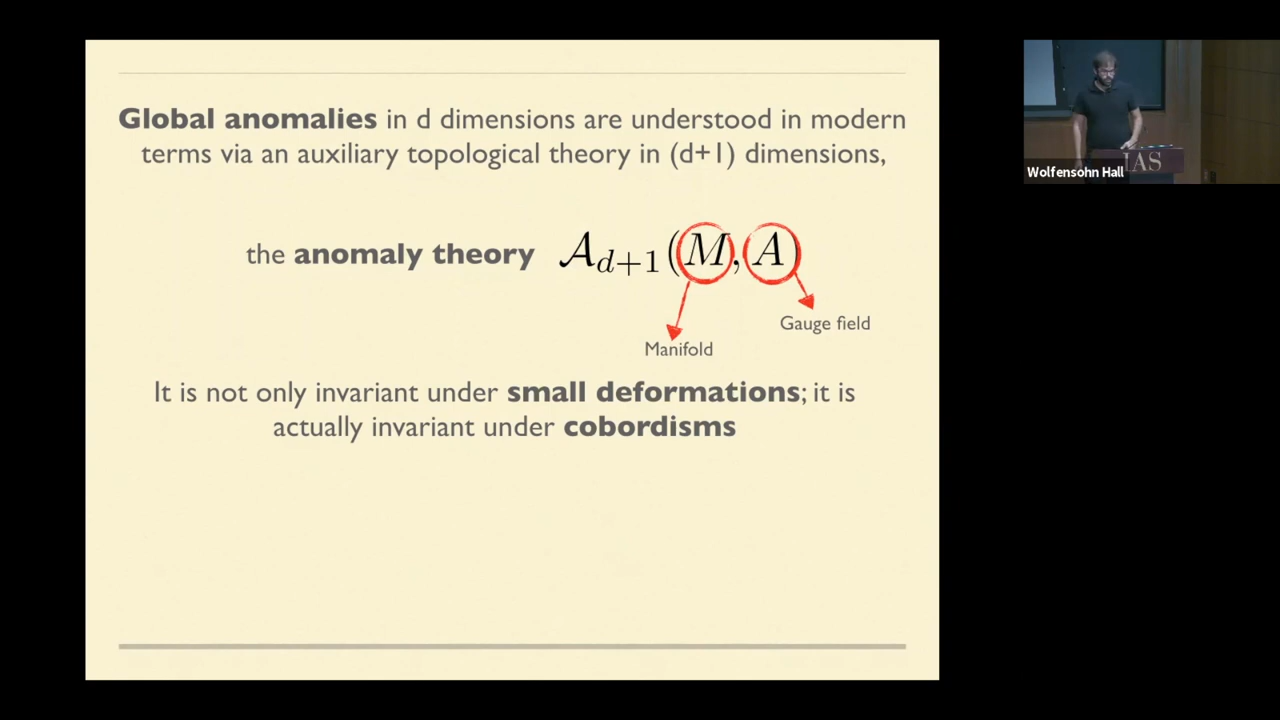 Global anomalies in d dimensions are understood in modern
terms via an auxiliary topological theory in (d+1) dimensions,
the anomaly theory 𝒜_{d+1}(M, A)
Gauge field
Manifold
It is not only invariant under small deformations; it is
actually invariant under cobordisms
IAS
Wolfensohn Hall